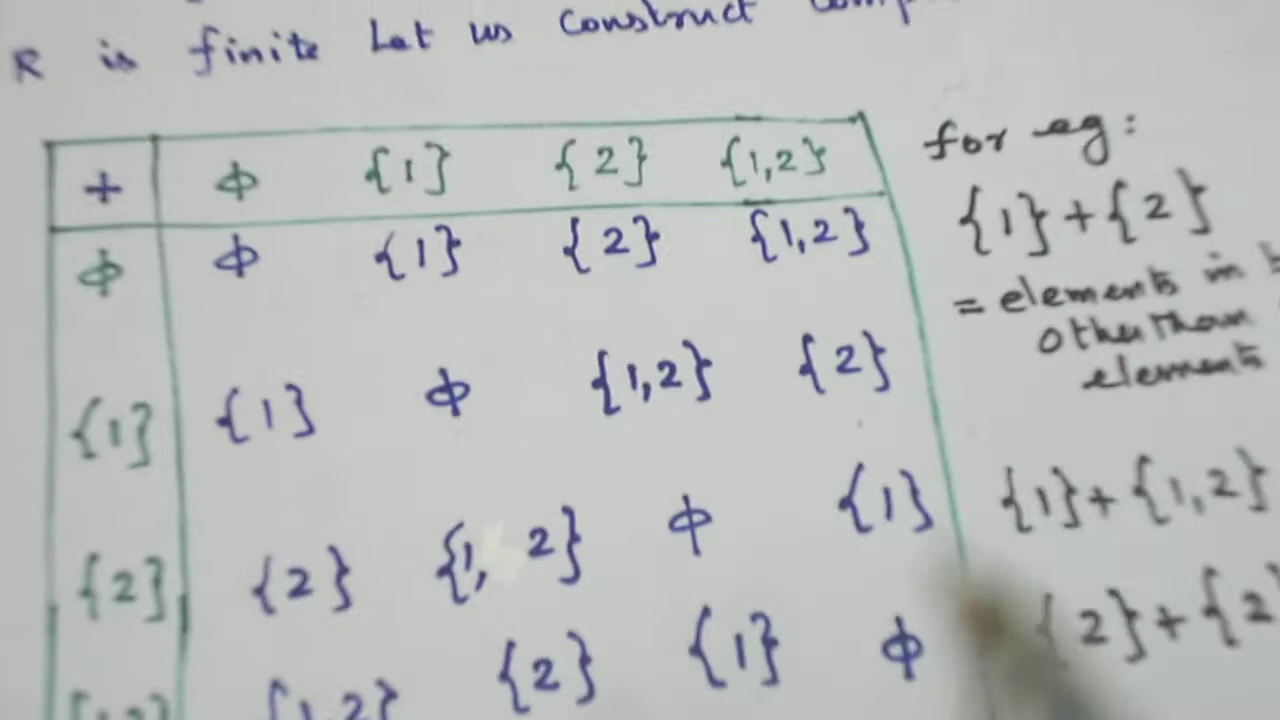 R is finite Let us construct
+ ϕ {1} {2} {1,2}
ϕ ϕ {1} {2} {1,2}
{1} {1} ϕ {1,2} {2}
{2} {2} {1, 2} ϕ {1}
{1,2} {2} {1} ϕ
for eg:
{1}+{2}
= elements in
other than
elements
{1}+{1,2}
{2}+{2}